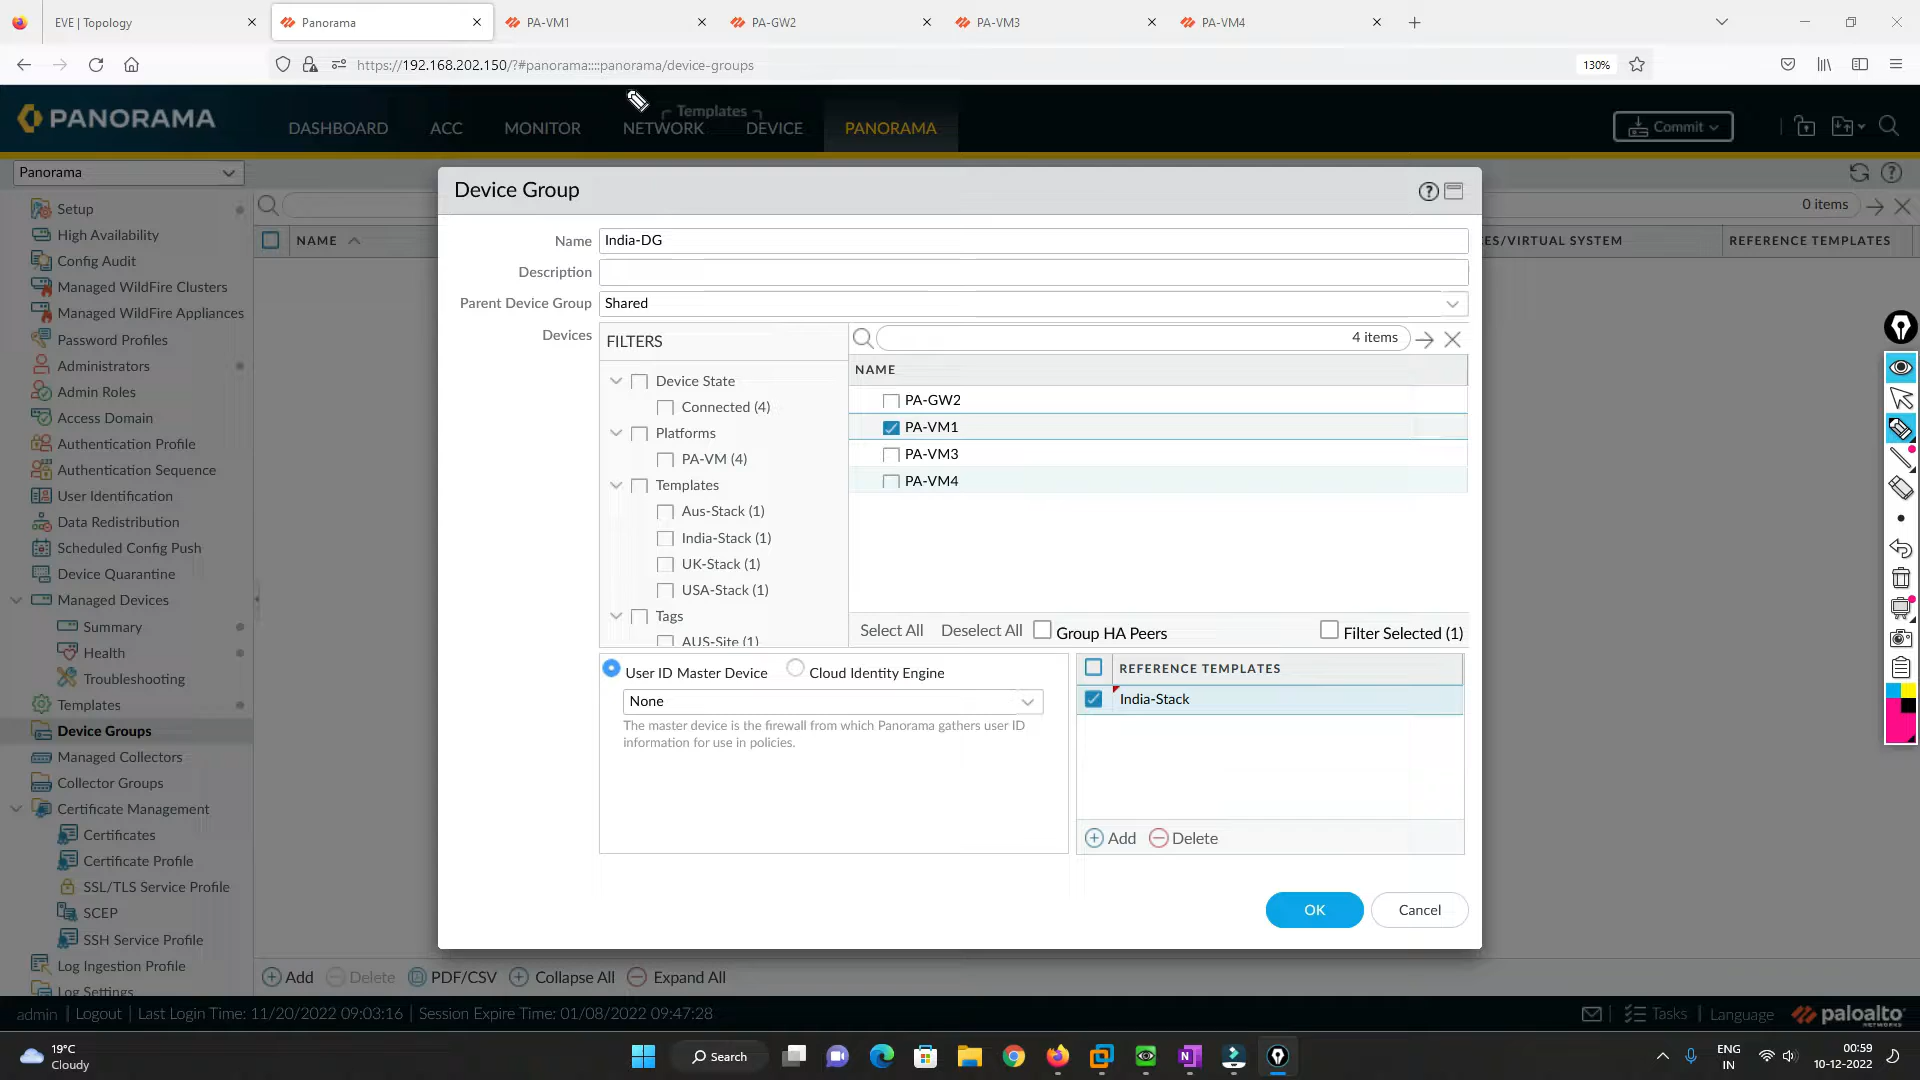 EVE | Topology
Panorama
PA-VM1
PA-GW2
PA-VM3
PA-VM4
https://192.168.202.150/?#panorama::::panorama/device-groups
130%
PANORAMA
DASHBOARD
ACC
MONITOR
Templates
NETWORK
DEVICE
PANORAMA
Commit
Panorama
Setup
High Availability
Config Audit
Managed WildFire Clusters
Managed WildFire Appliances
Password Profiles
Administrators
Admin Roles
Access Domain
Authentication Profile
Authentication Sequence
User Identification
Data Redistribution
Scheduled Config Push
Device Quarantine
Managed Devices
Summary
Health
Troubleshooting
Templates
Device Groups
Managed Collectors
Collector Groups
Certificate Management
Certificates
Certificate Profile
SSL/TLS Service Profile
SCEP
SSH Service Profile
Log Ingestion Profile
Log Settings
0 items
NAME
ES/VIRTUAL SYSTEM
REFERENCE TEMPLATES
Device Group
Name India-DG
Description
Parent Device Group Shared
Devices
FILTERS
Device State
Connected (4)
Platforms
PA-VM (4)
Templates
Aus-Stack (1)
India-Stack (1)
UK-Stack (1)
USA-Stack (1)
Tags
AUS-Site (1)
4 items
NAME
PA-GW2
PA-VM1
PA-VM3
PA-VM4
Select All Deselect All Group HA Peers Filter Selected (1)
User ID Master Device Cloud Identity Engine
None
The master device is the firewall from which Panorama gathers user ID
information for use in policies.
REFERENCE TEMPLATES
India-Stack
Add Delete
OK Cancel
Add Delete PDF/CSV Collapse All Expand All
admin | Logout | Last Login Time: 11/20/2022 09:03:16 | Session Expire Time: 01/08/2022 09:47:28
Tasks | Language
paloalto
NETWORKS
19°C
Cloudy
Search
ENG
IN
00:59
10-12-2022